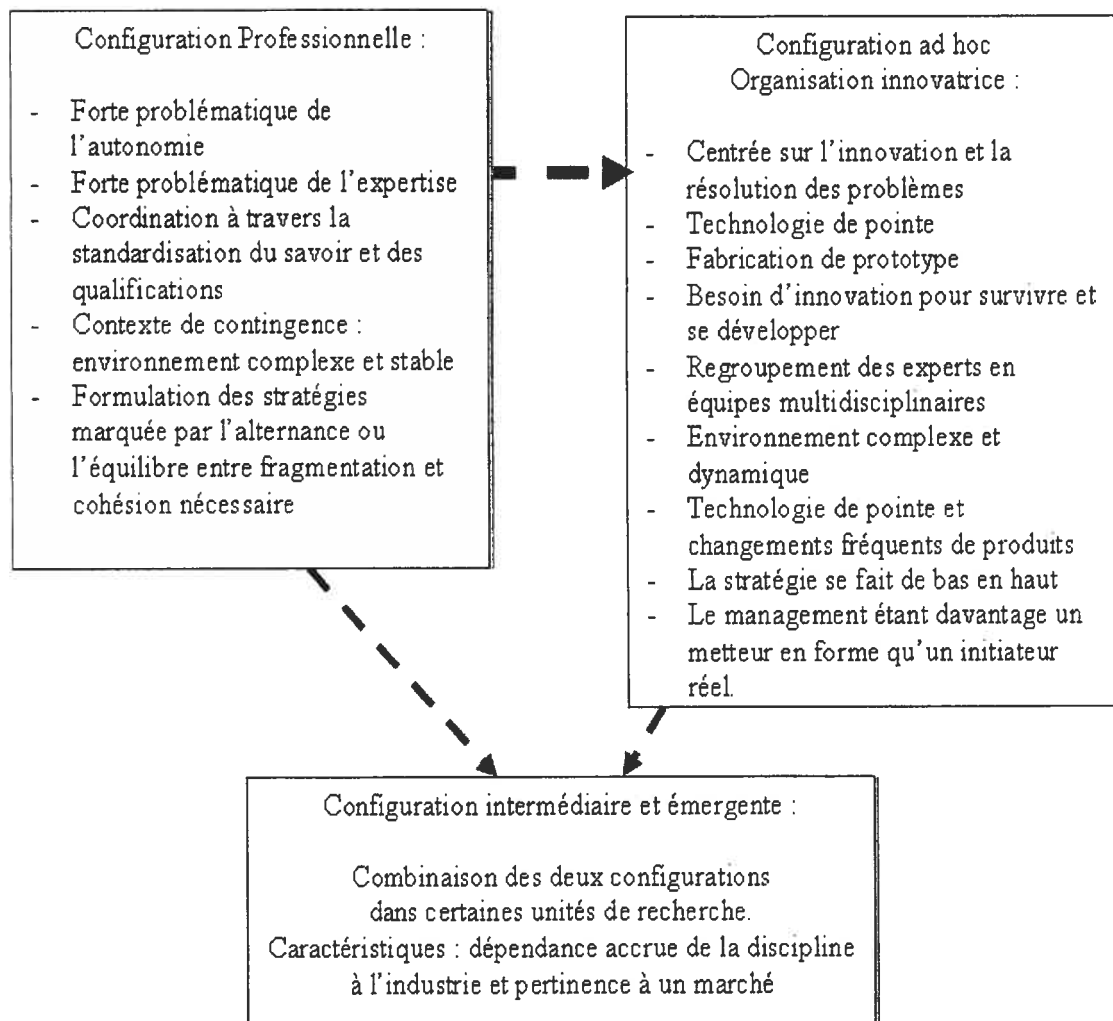 Configuration Professionnelle :
- Forte problématique de
l'autonomie
- Forte problématique de l'expertise
- Coordination à travers la
standardisation du savoir et des
qualifications
- Contexte de contingence :
environnement complexe et stable
- Formulation des stratégies
marquée par l'alternance ou
l'équilibre entre fragmentation et
cohésion nécessaire
Configuration ad hoc
Organisation innovatrice :
- Centrée sur l'innovation et la
résolution des problèmes
- Technologie de pointe
- Fabrication de prototype
- Besoin d'innovation pour survivre et
se développer
- Regroupement des experts en
équipes multidisciplinaires
- Environnement complexe et
dynamique
- Technologie de pointe et
changements fréquents de produits
- La stratégie se fait de bas en haut
- Le management étant davantage un
metteur en forme qu'un initiateur
réel.
Configuration intermédiaire et émergente :
Combinaison des deux configurations
dans certaines unités de recherche.
Caractéristiques : dépendance accrue de la discipline
à l'industrie et pertinence à un marché